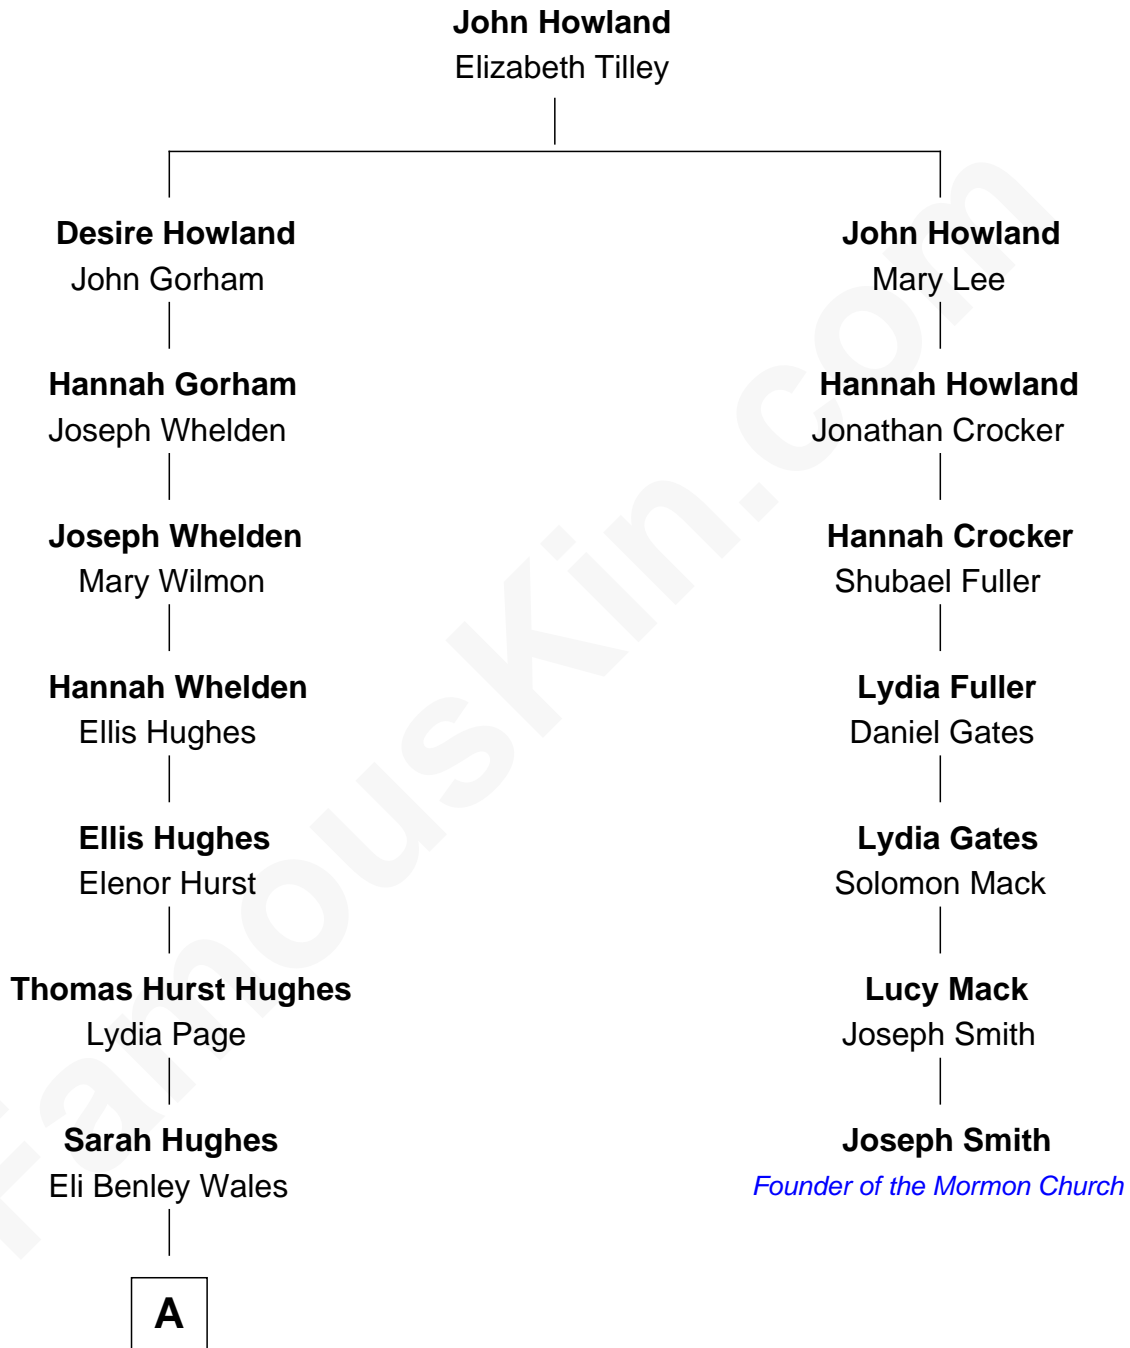 John Howland
Elizabeth Tilley
Desire Howland
John Gorham
Hannah Gorham
Joseph Whelden
Joseph Whelden
Mary Wilmon
Hannah Whelden
Ellis Hughes
Ellis Hughes
Elenor Hurst
Thomas Hurst Hughes
Lydia Page
Sarah Hughes
Eli Benley Wales
A
John Howland
Mary Lee
Hannah Howland
Jonathan Crocker
Hannah Crocker
Shubael Fuller
Lydia Fuller
Daniel Gates
Lydia Gates
Solomon Mack
Lucy Mack
Joseph Smith
Joseph Smith
Founder of the Mormon Church
FamousKin.com